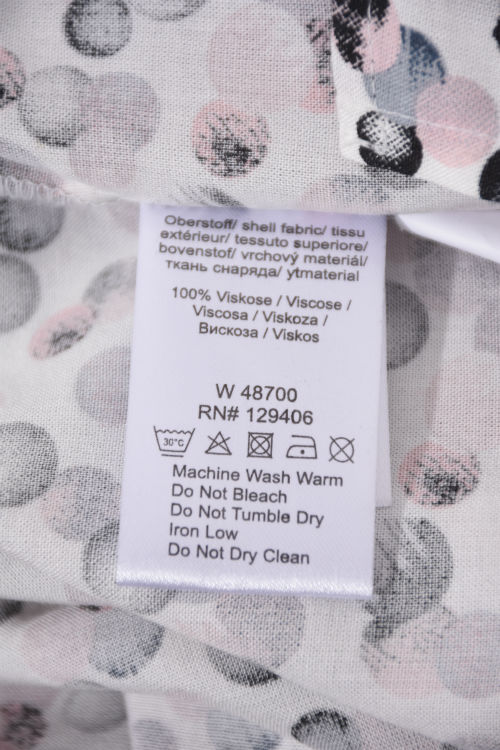 Oberstoff/ shell fabric/ tissu
extérieur/ tessuto superiore/
bovenstof/ vrchový materiál/
ткань снаряда/ ytmaterial
100% Viskose / Viscose /
Viscosa / Viskoza /
Вискоза / Viskos
W 48700
RN# 129406
30°C
Machine Wash Warm
Do Not Bleach
Do Not Tumble Dry
Iron Low
Do Not Dry Clean